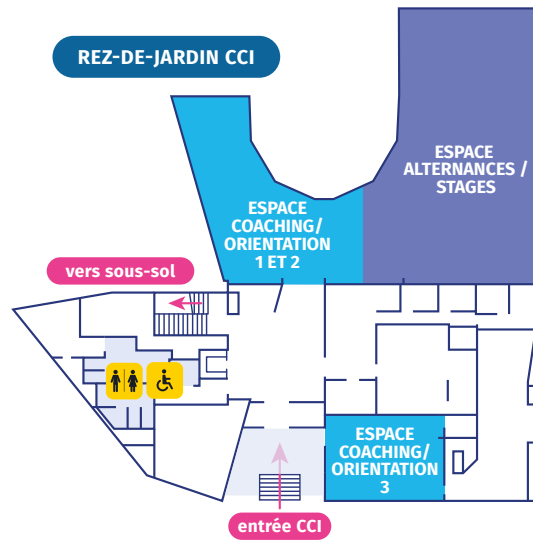 REZ-DE-JARDIN CCI
ESPACE
ALTERNANCES /
STAGES
ESPACE
COACHING/
ORIENTATION
1 ET 2
vers sous-sol
ESPACE
COACHING/
ORIENTATION
3
entrée CCI